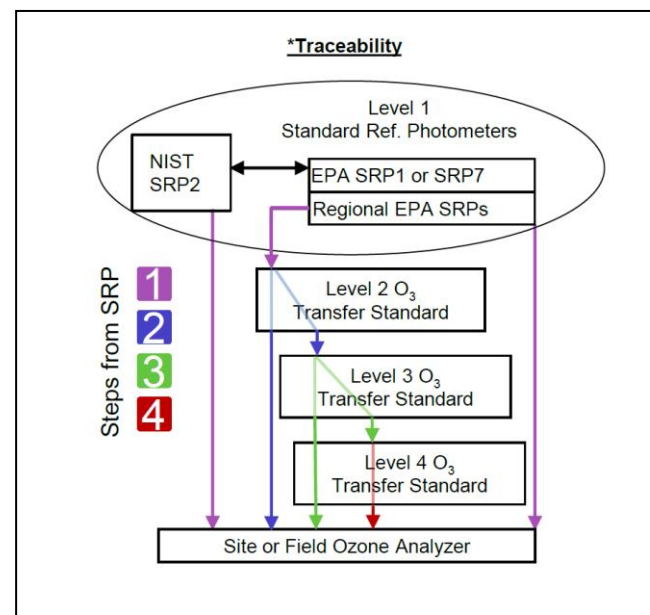 *Traceability
Level 1
Standard Ref. Photometers
NIST
SRP2
EPA SRP1 or SRP7
Regional EPA SRPs
Steps from SRP
1
2
3
4
Level 2 O₃
Transfer Standard
Level 3 O₃
Transfer Standard
Level 4 O₃
Transfer Standard
Site or Field Ozone Analyzer